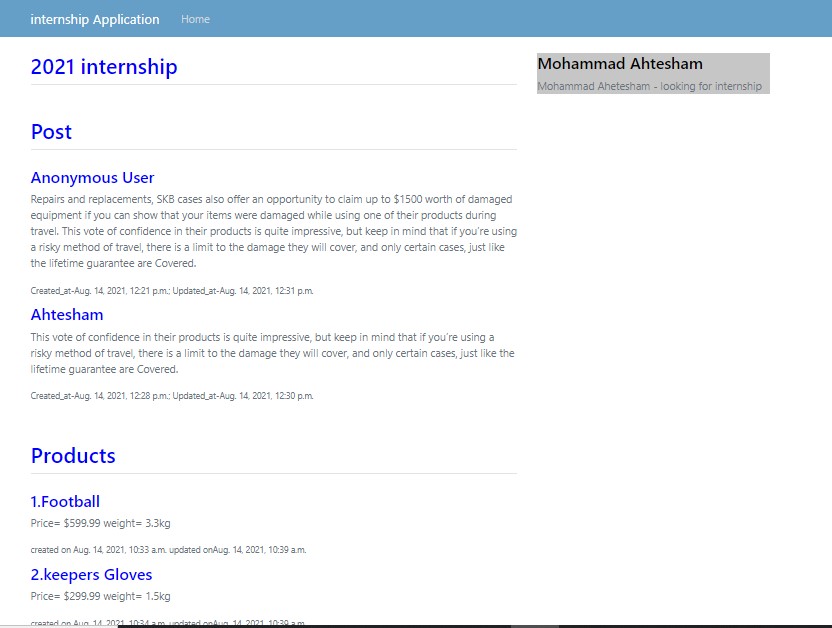 internship Application Home
2021 internship
Mohammad Ahtesham
Mohammad Ahetesham - looking for internship
Post
Anonymous User
Repairs and replacements, SKB cases also offer an opportunity to claim up to $1500 worth of damaged
equipment if you can show that your items were damaged while using one of their products during
travel. This vote of confidence in their products is quite impressive, but keep in mind that if you're using
a risky method of travel, there is a limit to the damage they will cover, and only certain cases, just like
the lifetime guarantee are Covered.
Created_at-Aug. 14, 2021, 12:21 p.m.; Updated_at-Aug. 14, 2021, 12:31 p.m.
Ahtesham
This vote of confidence in their products is quite impressive, but keep in mind that if you're using a
risky method of travel, there is a limit to the damage they will cover, and only certain cases, just like the
lifetime guarantee are Covered.
Created_at-Aug. 14, 2021, 12:28 p.m.; Updated_at-Aug. 14, 2021, 12:30 p.m.
Products
1.Football
Price= $599.99 weight= 3.3kg
created on Aug. 14, 2021, 10:33 a.m. updated onAug. 14, 2021, 10:39 a.m.
2.keepers Gloves
Price= $299.99 weight= 1.5kg
created on Aug. 14, 2021, 10:34 a.m. updated onAug. 14, 2021, 10:39 a.m.